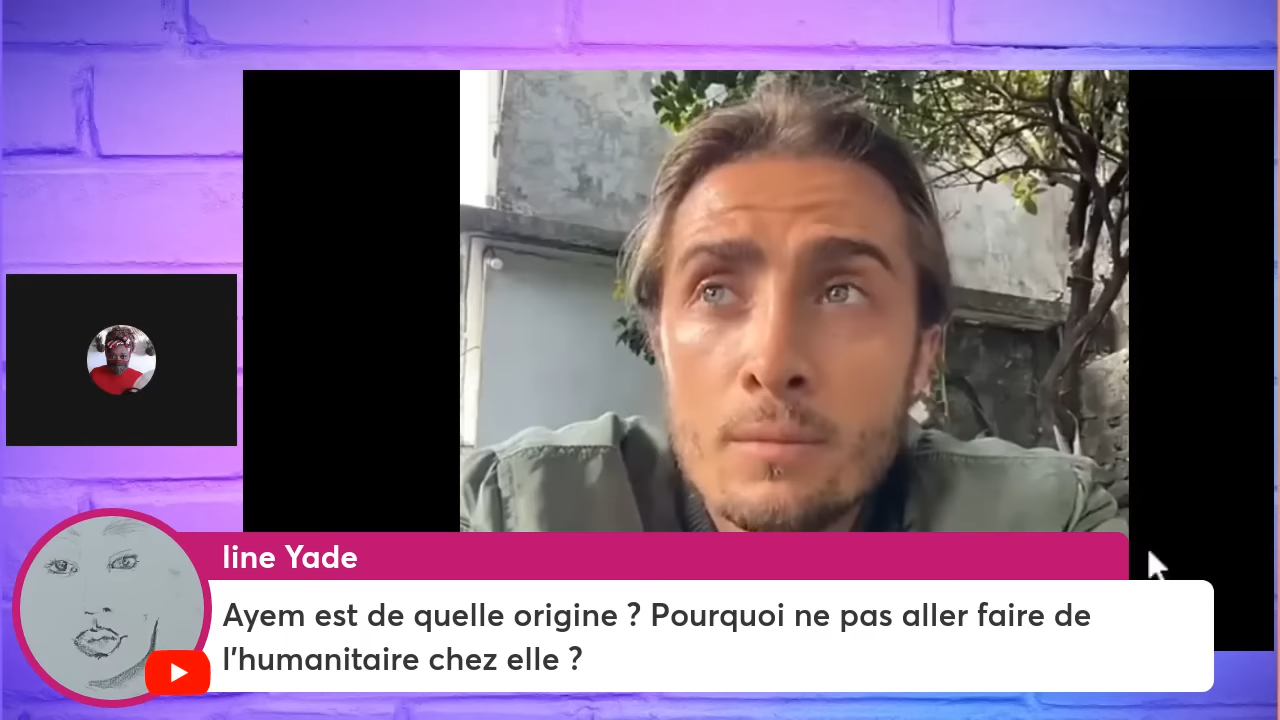 line Yade
Ayem est de quelle origine ? Pourquoi ne pas aller faire de
l'humanitaire chez elle ?